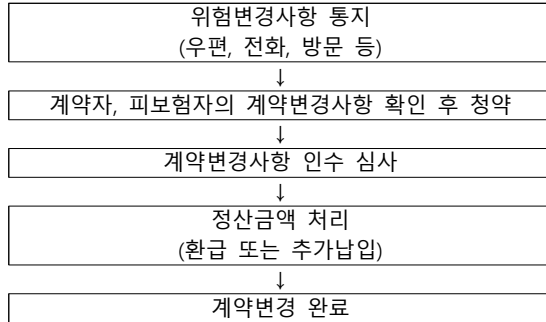 위험변경사항 통지
(우편, 전화, 방문 등)
↓
계약자, 피보험자의 계약변경사항 확인 후 청약
↓
계약변경사항 인수 심사
↓
정산금액 처리
(환급 또는 추가납입)
↓
계약변경 완료